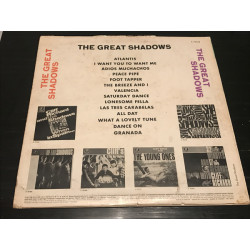 THE GREAT SHADOWS
THE GREAT
SHADOWS
THE GREAT
SHADOWS
ATLANTIS
I WANT YOU TO WANT ME
ADIOS MUCHACHOS
PEACE PIPE
FOOT TAPPER
THE BREEZE AND I
VALENCIA
SATURDAY DANCE
LONESOME FELLA
LAS TRES CARABELAS
ALL DAY
WHAT A LOVELY TUNE
DANCE ON
GRANADA
THE YOUNG ONES